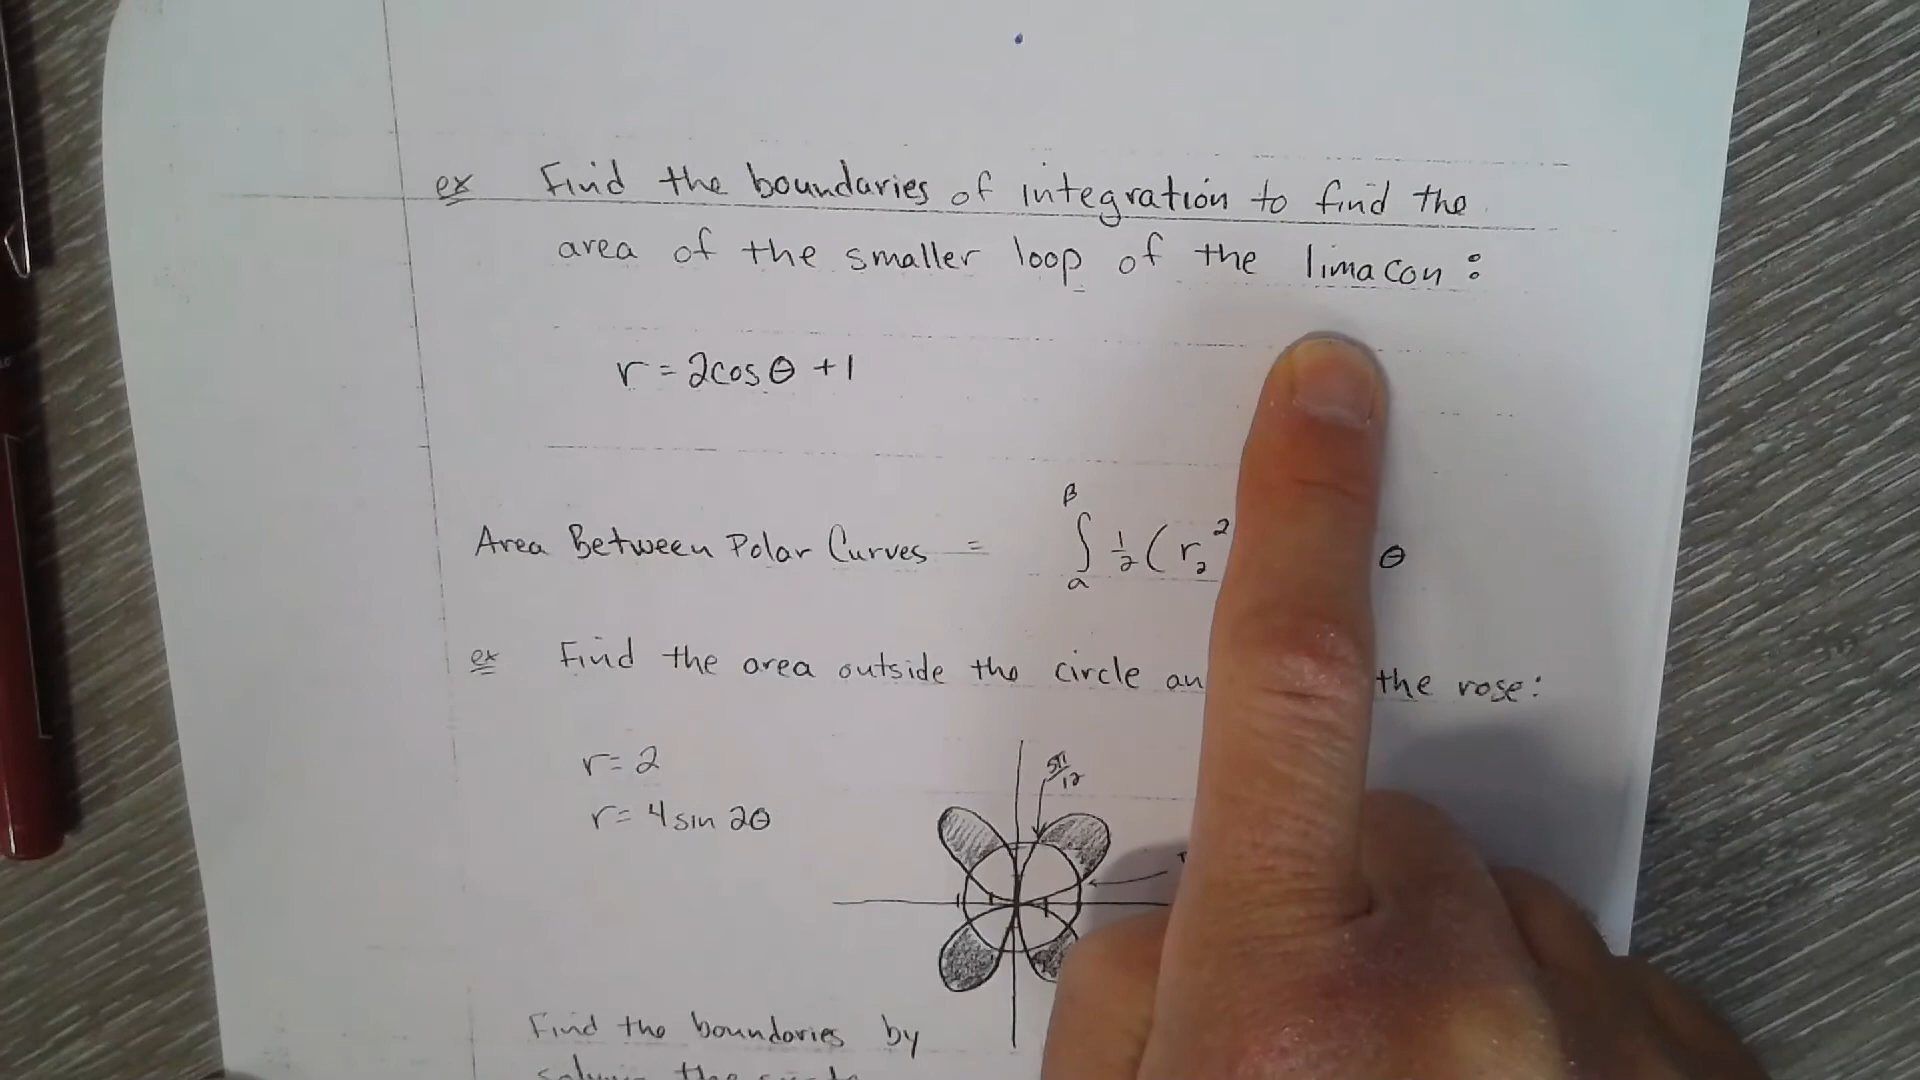 ex Find the boundaries of integration to find the
area of the smaller loop of the limacon:
r = 2cosθ + 1
Area Between Polar Curves = ∫ₐᵝ ½ (r₂² θ
ex Find the area outside the circle the rose:
r = 2
r = 4 sin 2θ
5π/12
Find the boundaries by